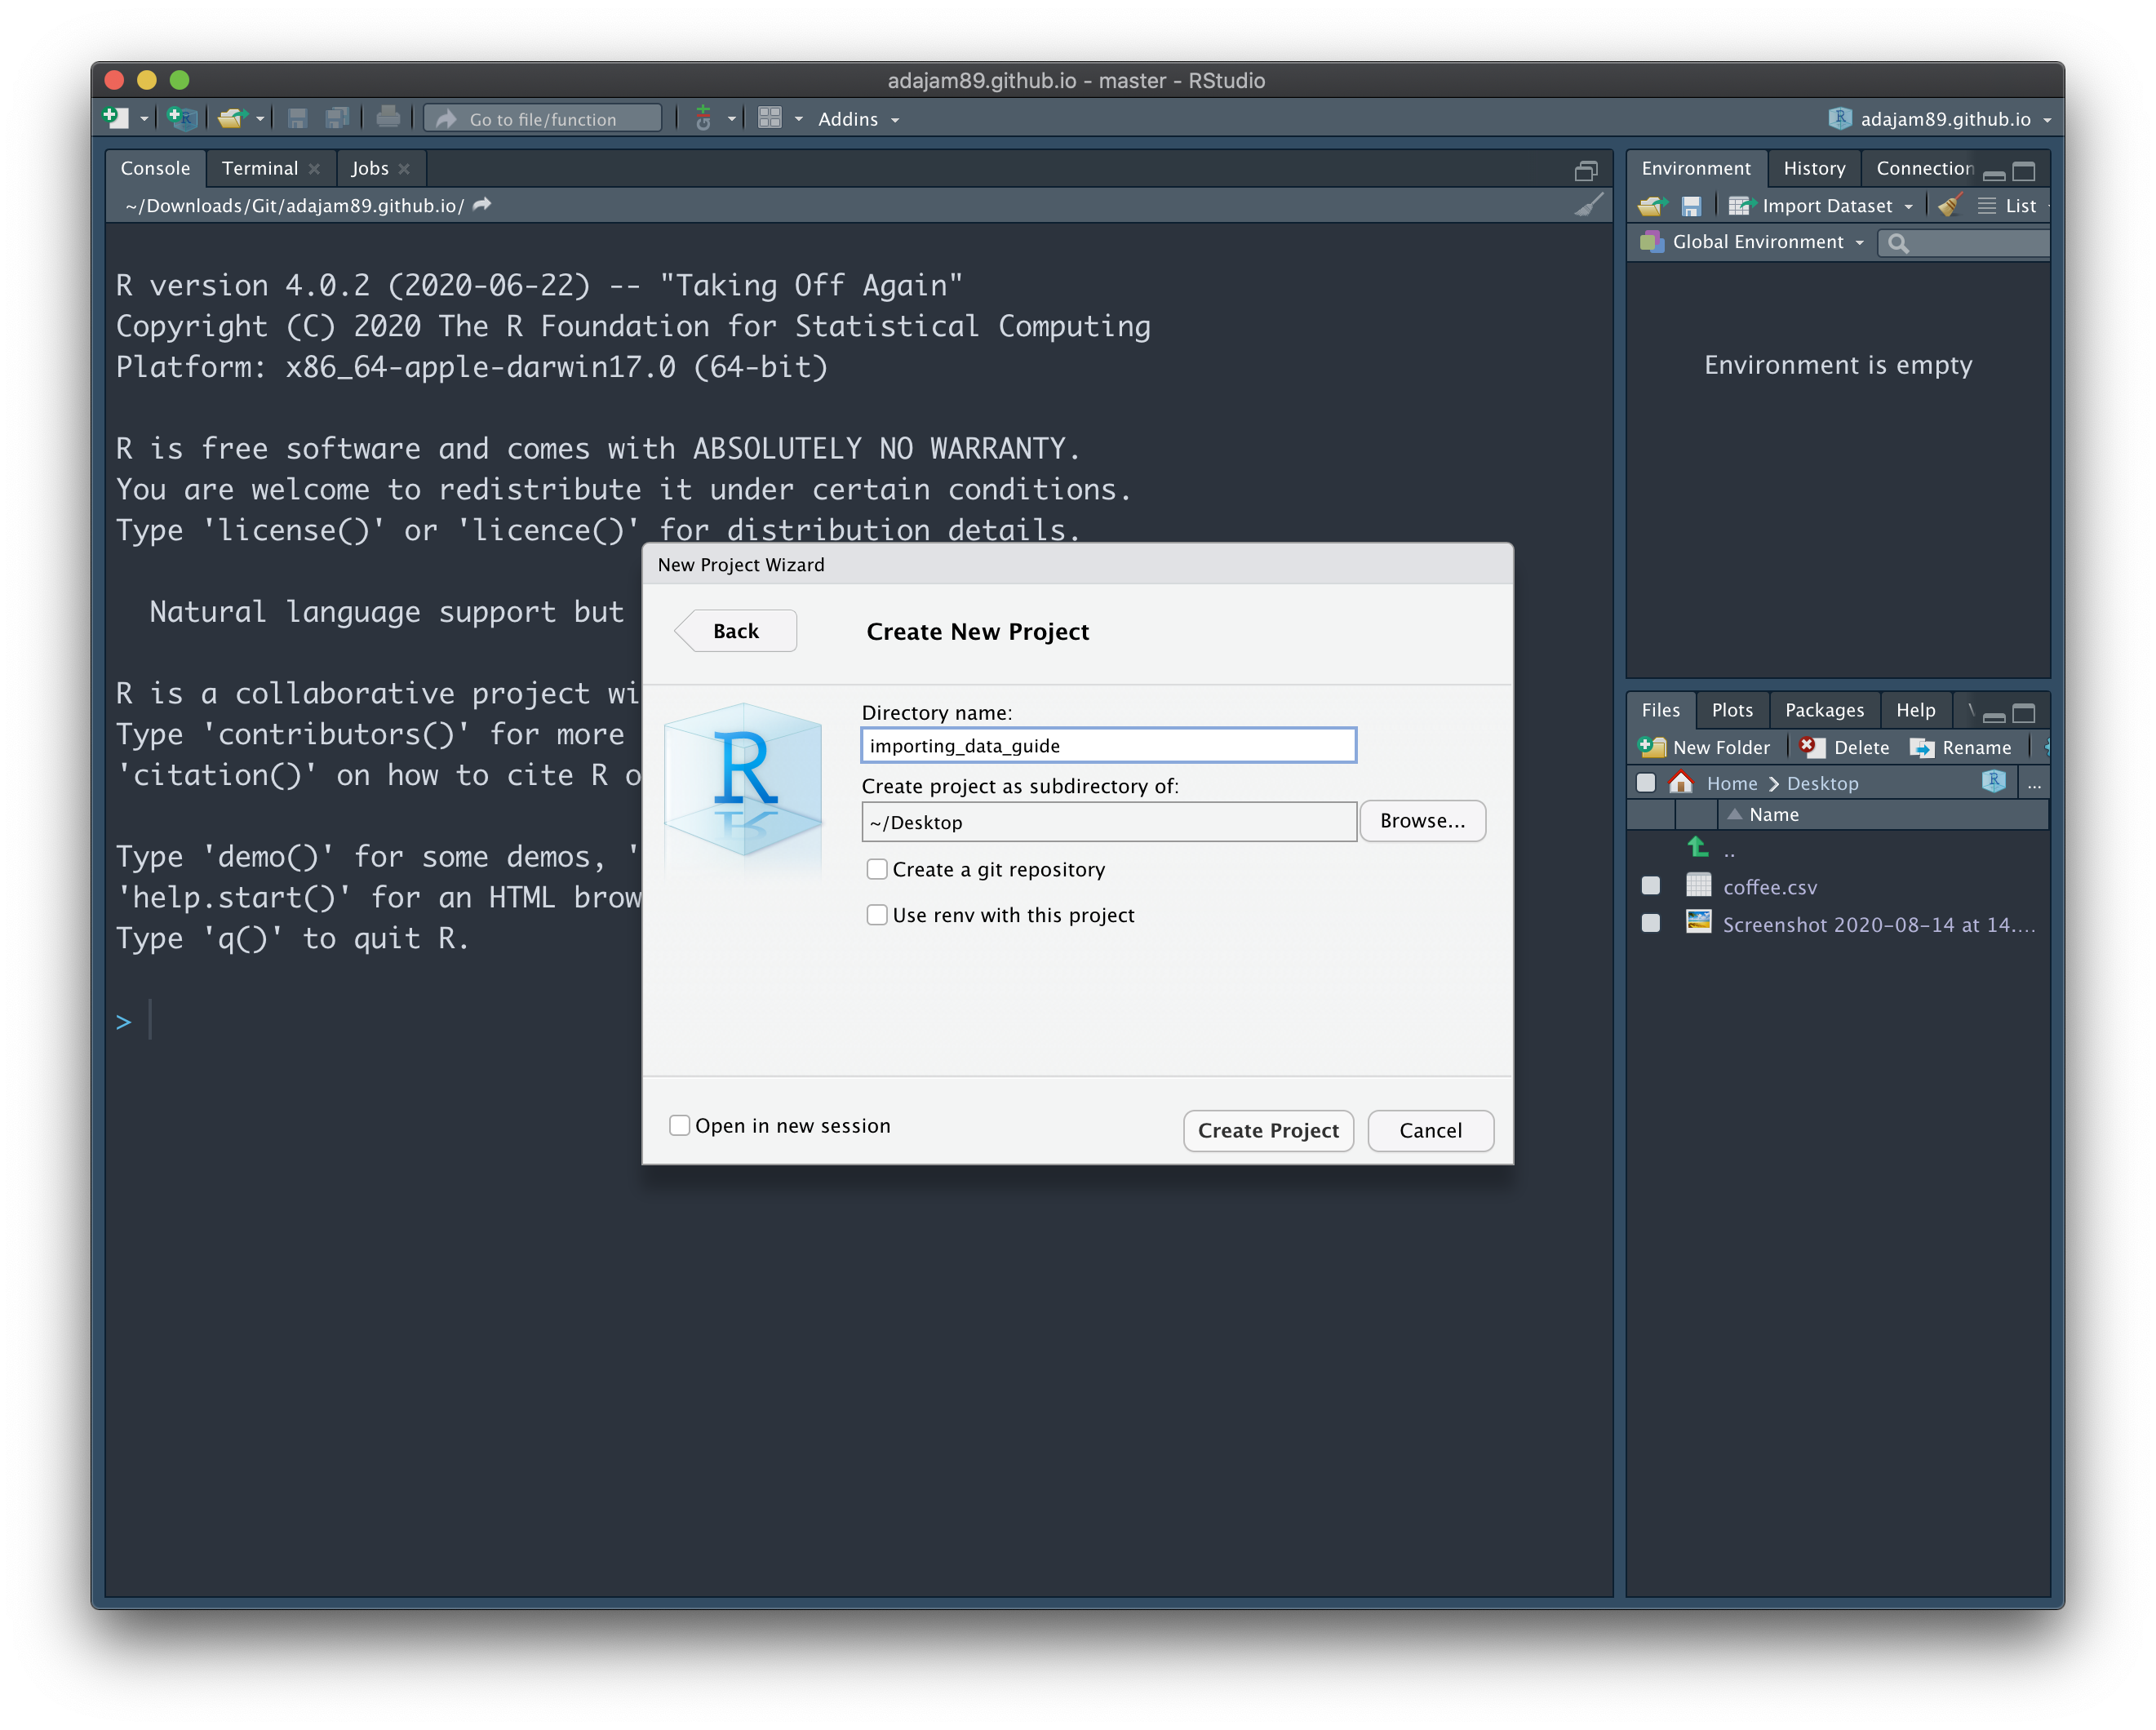 adajam89.github.io - master - RStudio
Go to file/function
Addins
adajam89.github.io
Console
Terminal
Jobs
~/Downloads/Git/adajam89.github.io/
R version 4.0.2 (2020-06-22) -- "Taking Off Again"
Copyright (C) 2020 The R Foundation for Statistical Computing
Platform: x86_64-apple-darwin17.0 (64-bit)
R is free software and comes with ABSOLUTELY NO WARRANTY.
You are welcome to redistribute it under certain conditions.
Type 'license()' or 'licence()' for distribution details.
Natural language support but
R is a collaborative project wi
Type 'contributors()' for more
'citation()' on how to cite R o
Type 'demo()' for some demos, '
'help.start()' for an HTML brow
Type 'q()' to quit R.
>
New Project Wizard
Back
Create New Project
R
Directory name:
importing_data_guide
Create project as subdirectory of:
~/Desktop
Browse...
Create a git repository
Use renv with this project
Open in new session
Create Project
Cancel
Environment
History
Connection
Import Dataset
List
Global Environment
Environment is empty
Files
Plots
Packages
Help
New Folder
Delete
Rename
Home
Desktop
...
Name
..
coffee.csv
Screenshot 2020-08-14 at 14....